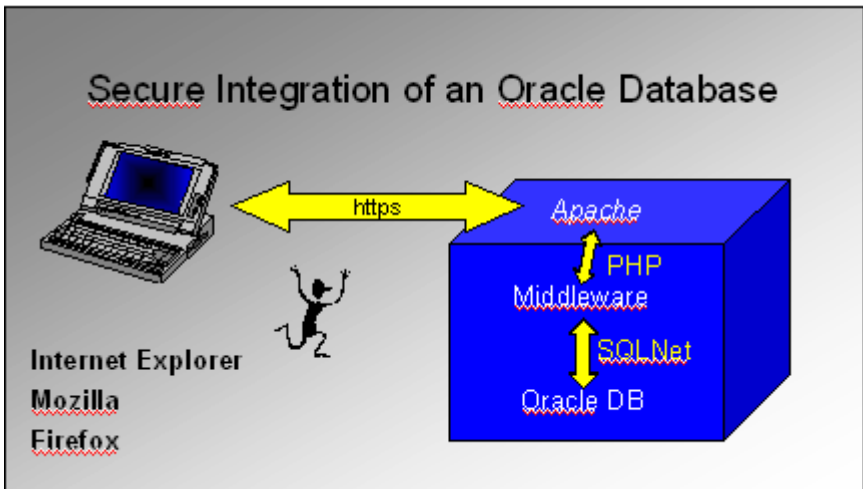 Secure Integration of an Oracle Database
https
Apache
PHP
Middleware
SQLNet
Oracle DB
Internet Explorer
Mozilla
Firefox